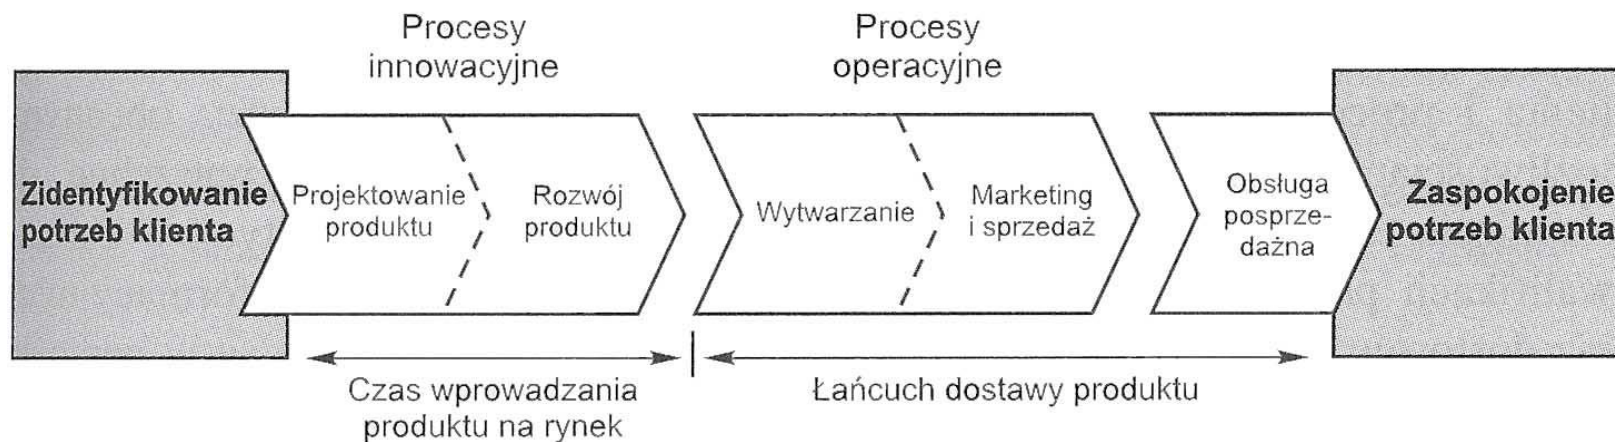 Procesy
innowacyjne
Procesy
operacyjne
Zidentyfikowanie
potrzeb klienta
Projektowanie
produktu
Rozwój
produktu
Wytwarzanie
Marketing
i sprzedaż
Obsługa
posprze-
dażna
Zaspokojenie
potrzeb klienta
Czas wprowadzania
produktu na rynek
Łańcuch dostawy produktu